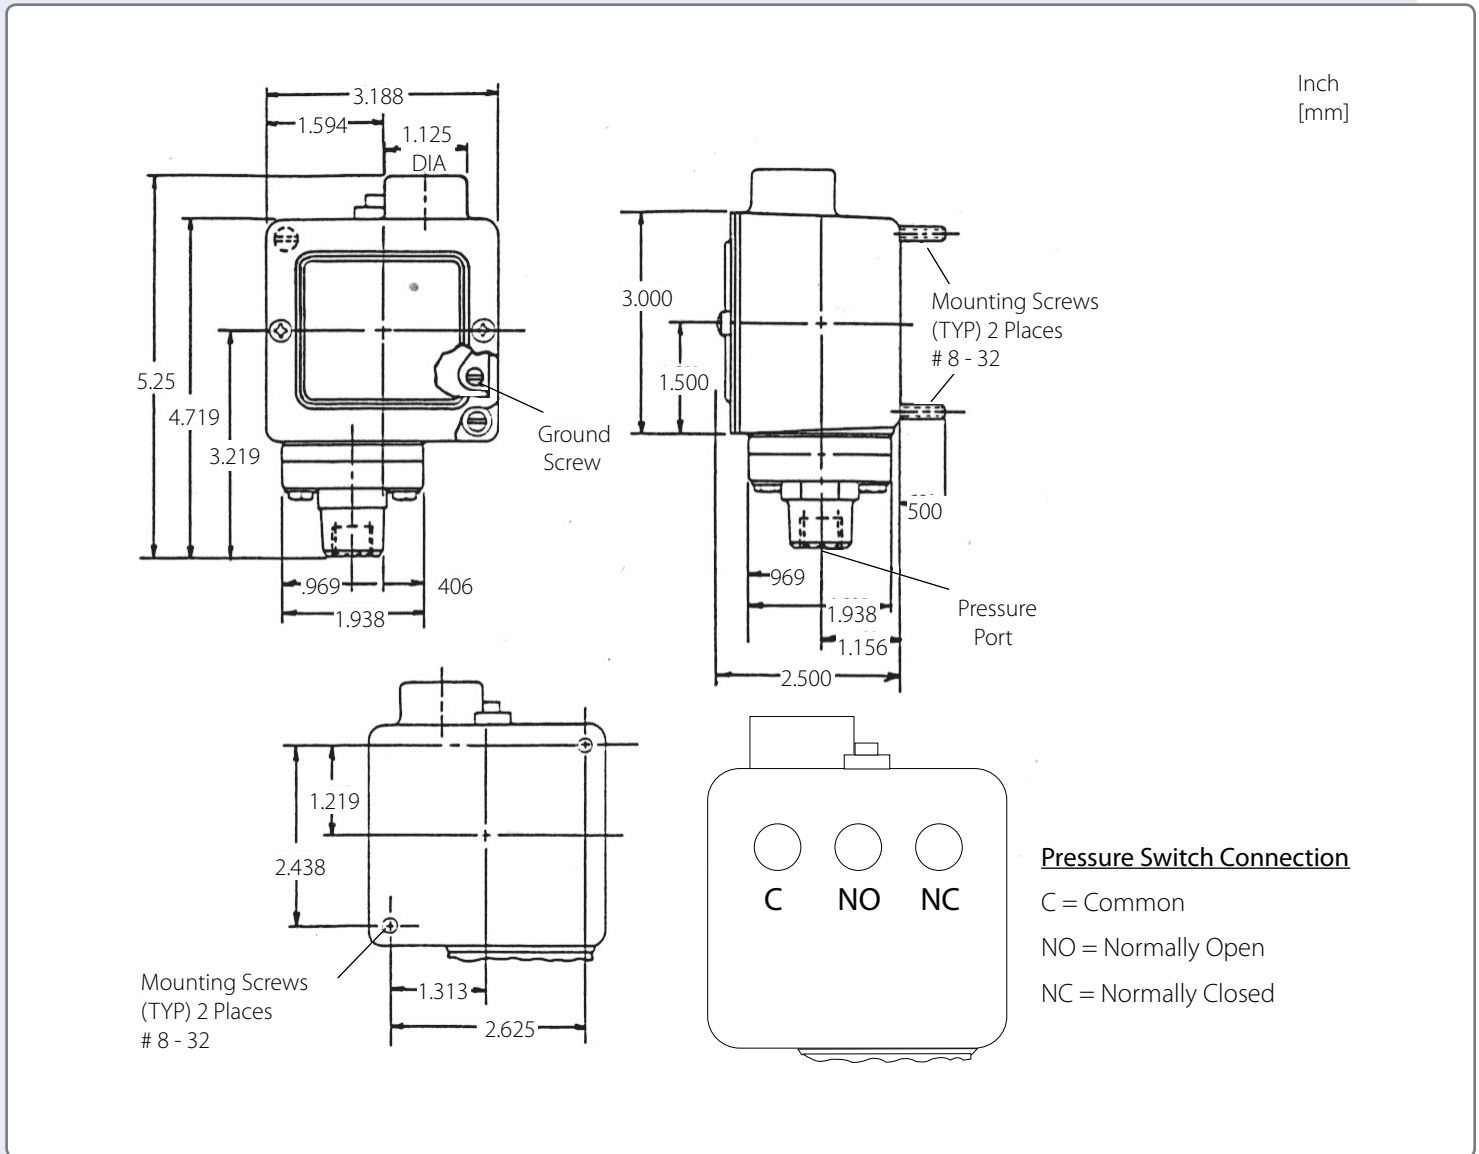 Inch
[mm]
3.188
1.594
1.125
DIA
5.25
4.719
3.219
Ground
Screw
.969
406
1.938
3.000
1.500
Mounting Screws
(TYP) 2 Places
# 8 - 32
500
969
1.938
1.156
2.500
Pressure
Port
1.219
2.438
Mounting Screws
(TYP) 2 Places
# 8 - 32
1.313
2.625
C NO NC
Pressure Switch Connection
C = Common
NO = Normally Open
NC = Normally Closed